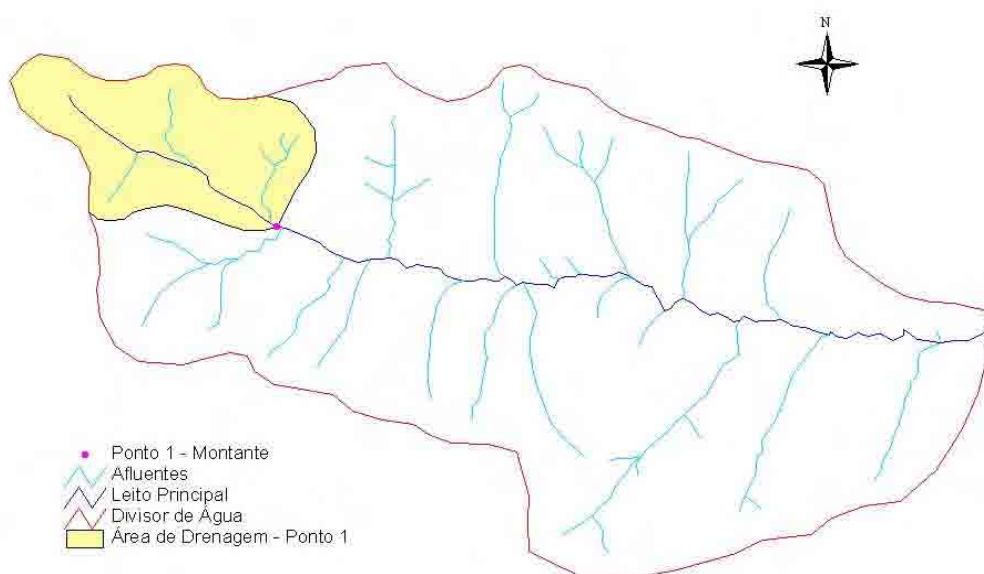 N
Ponto 1 - Montante
Afluentes
Leito Principal
Divisor de Água
Área de Drenagem - Ponto 1